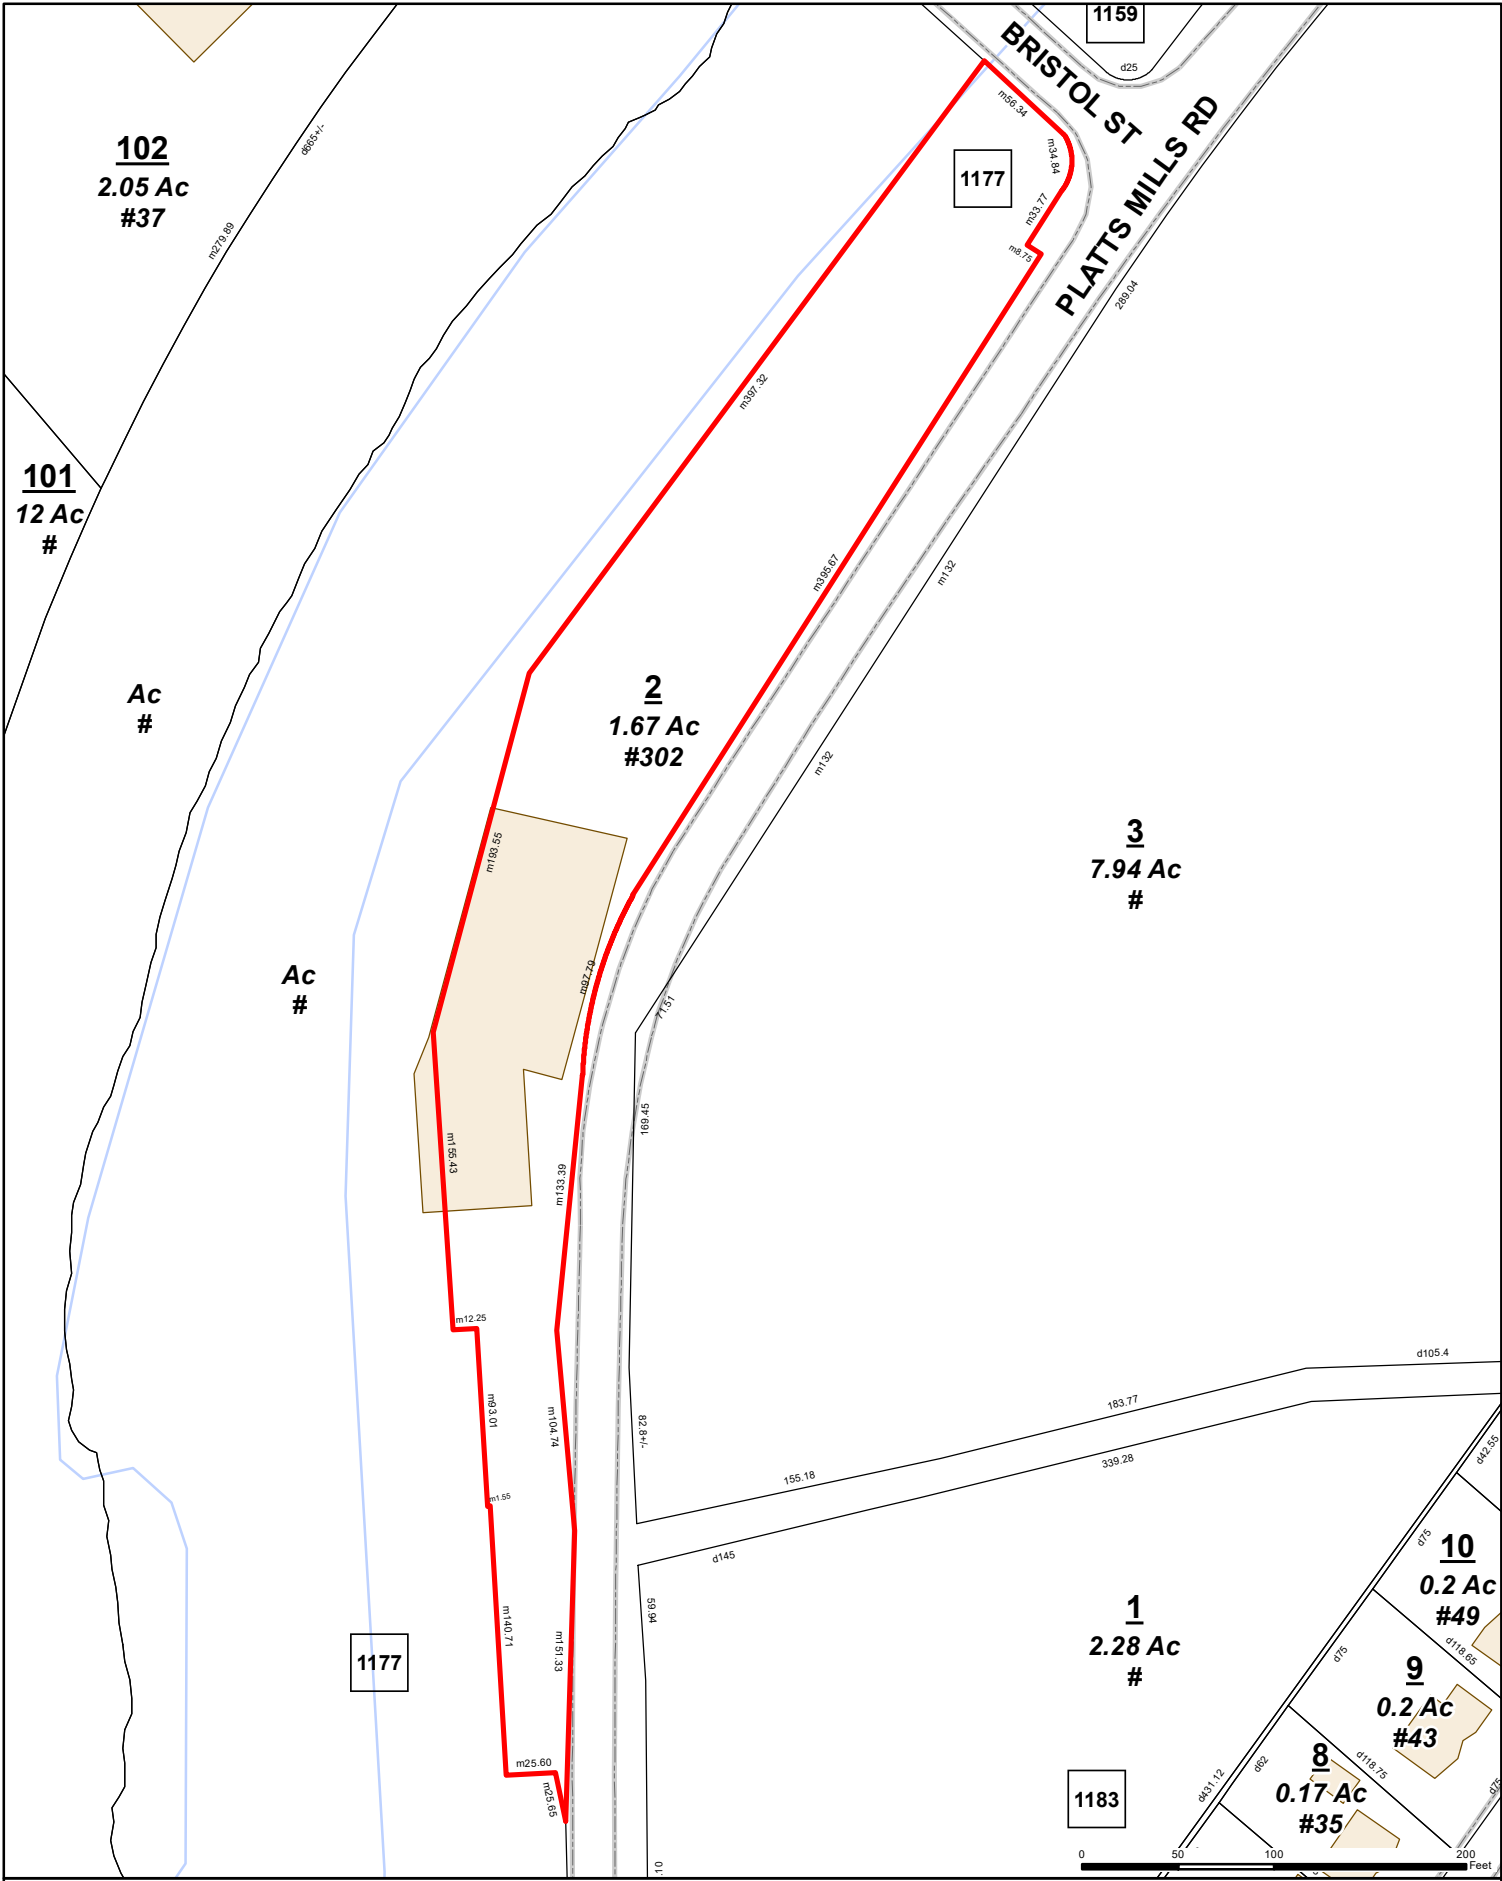 1159
BRISTOL ST
d25
PLATTS MILLS RD
m56.34
m34.84
1177
m33.77
m8.75
289.04
102
2.05 Ac
#37
d665+/-
m279.89
m397.32
101
12 Ac
#
m395.67
m132
m132
Ac
#
2
1.67 Ac
#302
3
7.94 Ac
#
m193.55
m97.79
71.51
Ac
#
m155.43
m133.39
169.45
m12.25
m93.01
m104.74
82.8+/-
d105.4
183.77
339.28
155.18
m1.55
d145
d42.55
d75
10
0.2 Ac
#49
d118.65
59.94
m140.71
m151.33
1177
1
2.28 Ac
#
d75
9
0.2 Ac
#43
d118.75
d62
d431.12
8
0.17 Ac
#35
d75
m25.60
m25.65
1183
.10
0 50 100 200
Feet